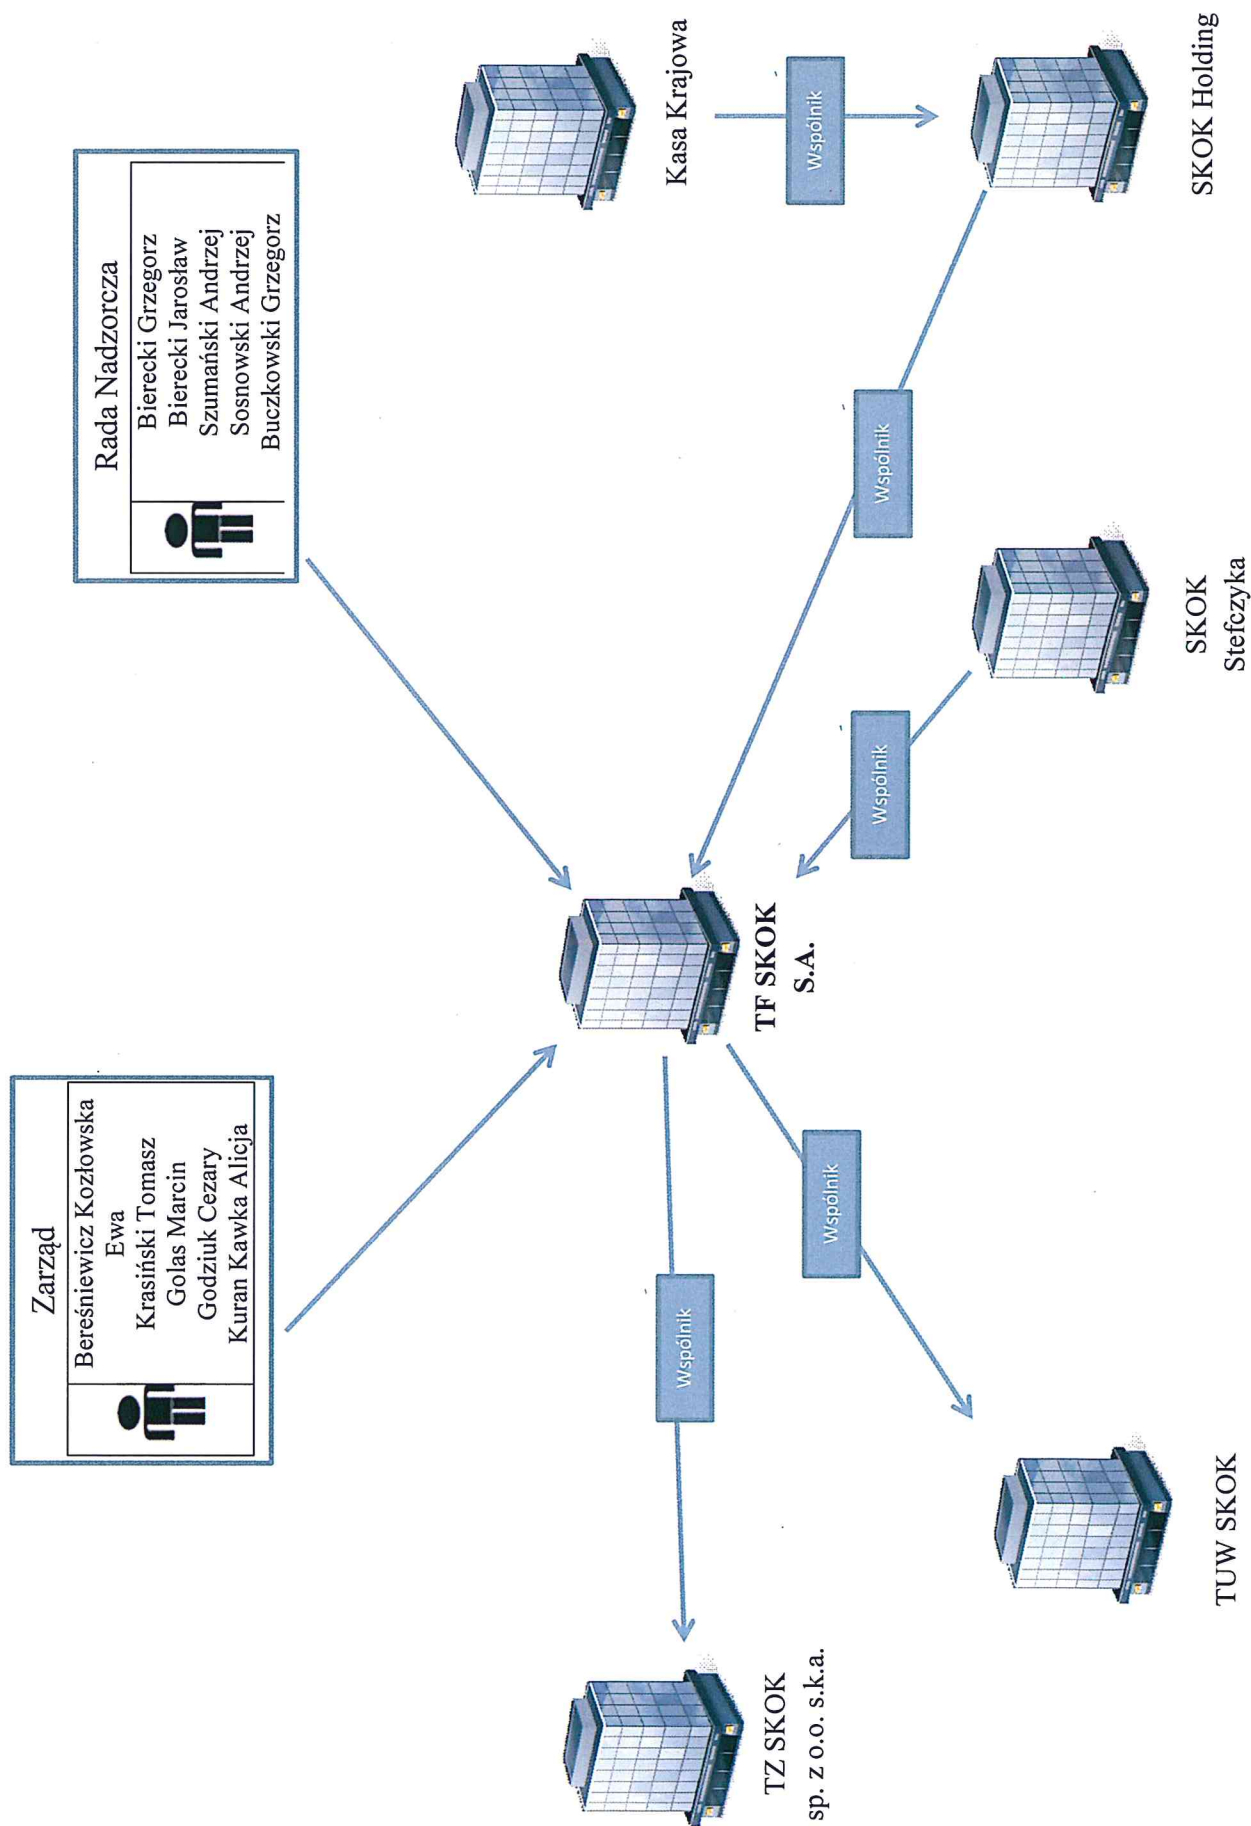 Zarząd
Bereśniewicz Kozłowska
Ewa
Krasiński Tomasz
Golas Marcin
Godziuk Cezary
Kuran Kawka Alicja
Rada Nadzorcza
Bierecki Grzegorz
Bierecki Jarosław
Szumański Andrzej
Sosnowski Andrzej
Buczkowski Grzegorz
TZ SKOK
sp. z o.o. s.k.a.
Wspólnik
TF SKOK
S.A.
Kasa Krajowa
Wspólnik
Wspólnik
Wspólnik
Wspólnik
TUW SKOK
SKOK
Stefczyka
SKOK Holding